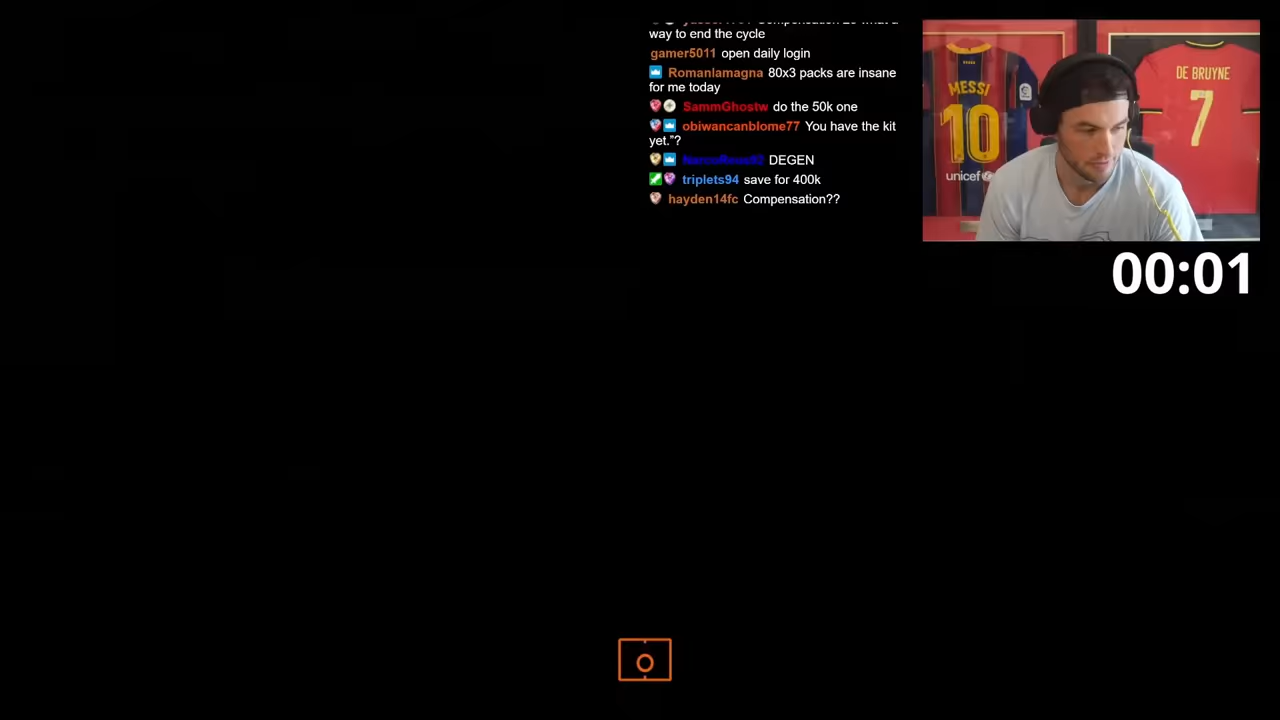 way to end the cycle
gamer5011 open daily login
Romanlamagna 80x3 packs are insane
for me today
SammGhostw do the 50k one
obiwancanblome77 You have the kit
yet.”?
DEGEN
triplets94 save for 400k
hayden14fc Compensation??
MESSI
10
unicef
DE BRUYNE
7
00:01